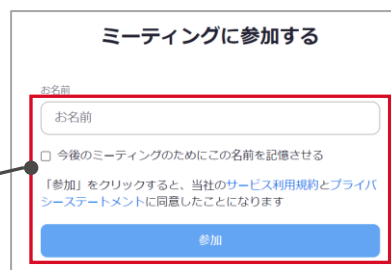 ミーティングに参加する
お名前
お名前
今後のミーティングのためにこの名前を記憶させる
「参加」をクリックすると、当社のサービス利用規約とプライバ
シーステートメントに同意したことになります
参加